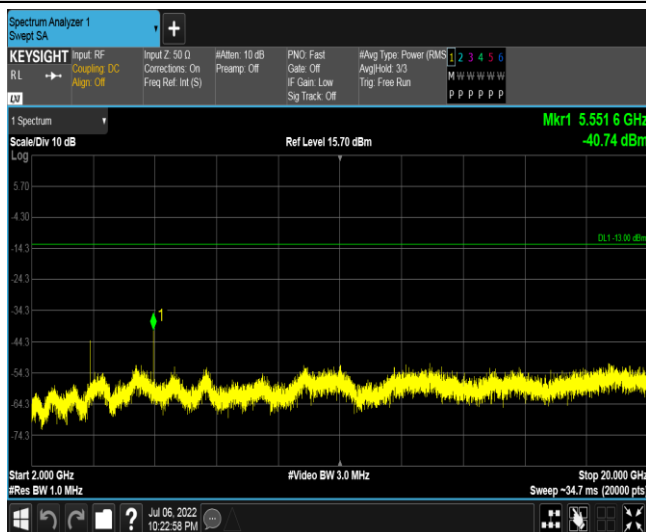 Spectrum Analyzer 1
Swept SA
KEYSIGHT Input: RF Input Z: 50 Ω #Atten: 10 dB PNO: Fast #Avg Type: Power (RMS 1 2 3 4 5 6
RL Coupling: DC Corrections: On Preamp: Off Gate: Off Avg|Hold: 3/3 M W W W W W
Align: Off Freq Ref: Int (S) IF Gain: Low Trig: Free Run
Sig Track: Off P P P P P P
LXI
1 Spectrum Mkr1 5.551 6 GHz
Scale/Div 10 dB Ref Level 15.70 dBm -40.74 dBm
Log
5.70
-4.30
DL1 -13.00 dBm
-14.3
-24.3
-34.3
1
-44.3
-54.3
-64.3
-74.3
Start 2.000 GHz #Video BW 3.0 MHz Stop 20.000 GHz
#Res BW 1.0 MHz Sweep ~34.7 ms (20000 pts)
? Jul 06, 2022
10:22:58 PM